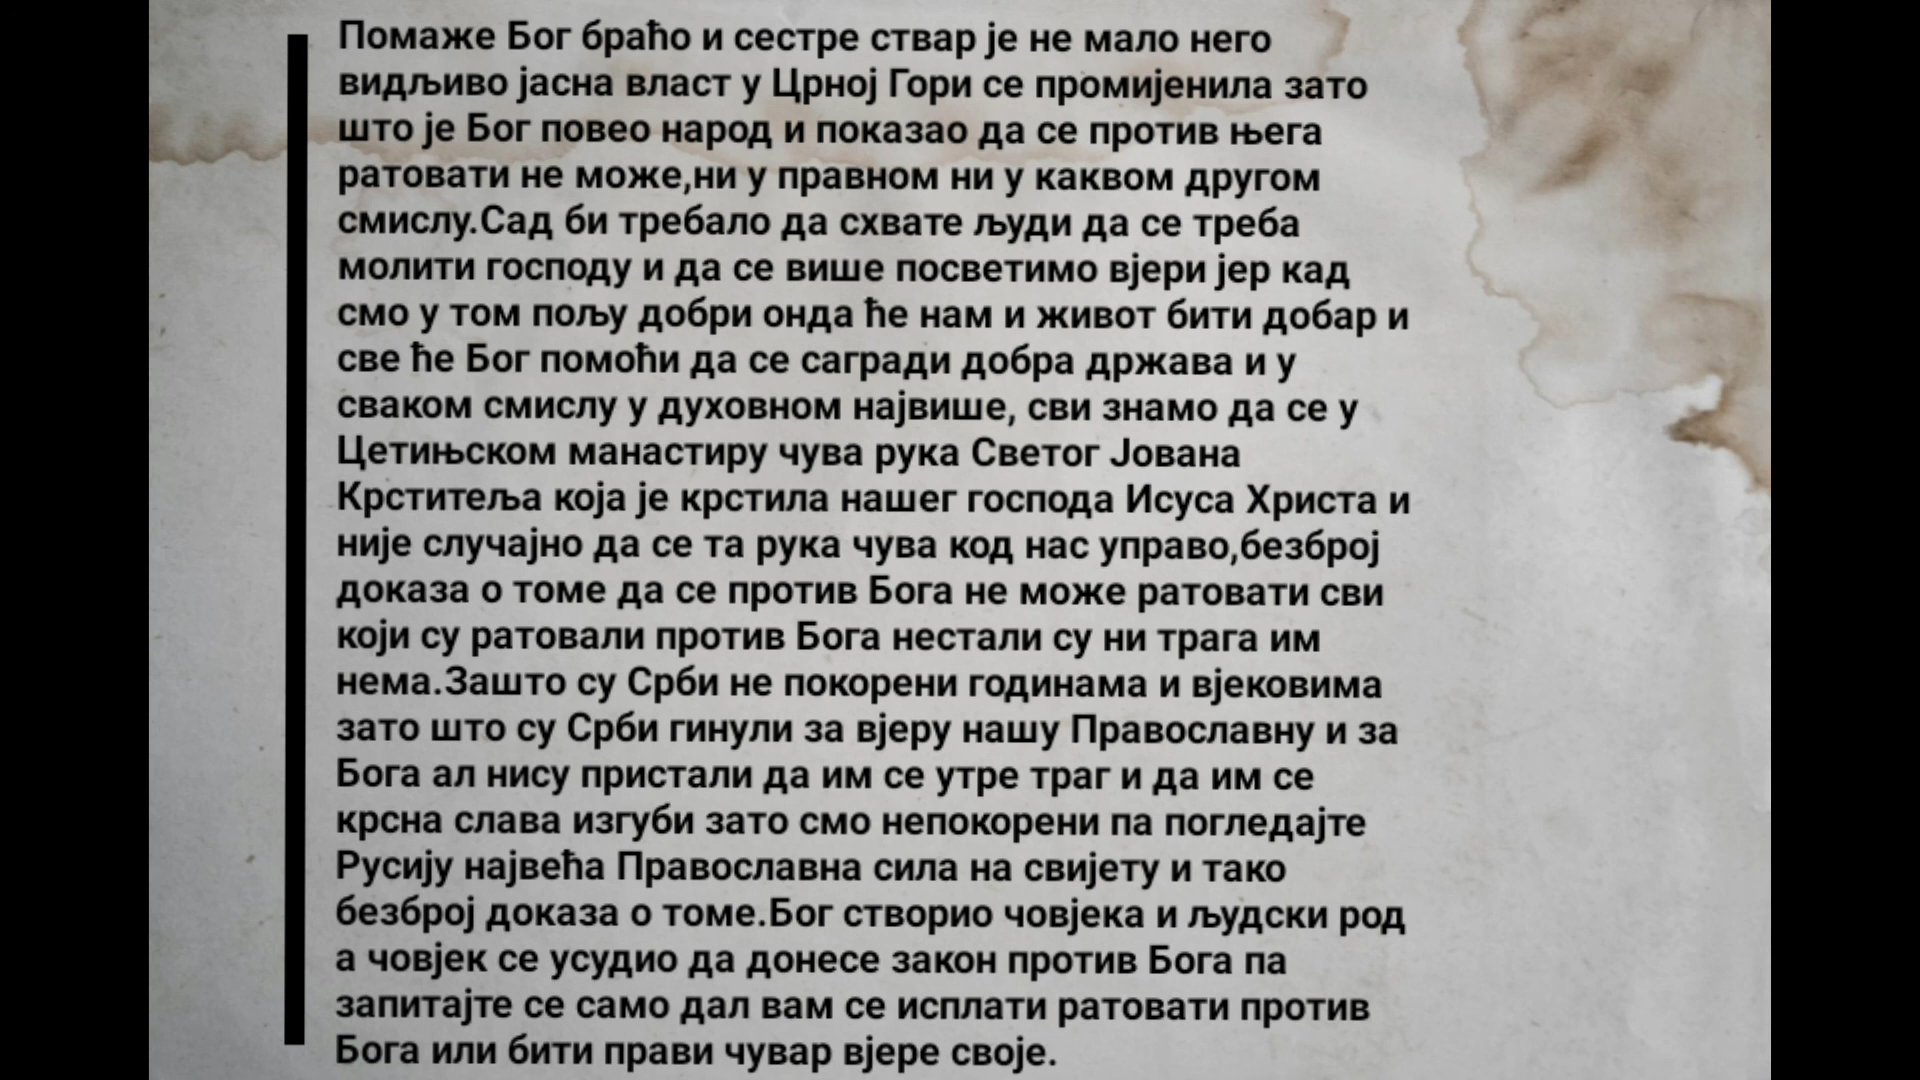 Помаже Бог браћо и сестре ствар је не мало него
видљиво јасна власт у Црној Гори се промијенила зато
што је Бог повео народ и показао да се против њега
ратовати не може,ни у правном ни у каквом другом
смислу.Сад би требало да схвате људи да се треба
молити господу и да се више посветимо вјери јер кад
смо у том пољу добри онда ће нам и живот бити добар и
све ће Бог помоћи да се сагради добра држава и у
сваком смислу у духовном највише, сви знамо да се у
Цетињском манастиру чува рука Светог Јована
Крститеља која је крстила нашег господа Исуса Христа и
није случајно да се та рука чува код нас управо,безброј
доказа о томе да се против Бога не може ратовати сви
који су ратовали против Бога нестали су ни трага им
нема.Зашто су Срби не покорени годинама и вјековима
зато што су Срби гинули за вјеру нашу Православну и за
Бога ал нису пристали да им се утре траг и да им се
крсна слава изгуби зато смо непокорени па погледајте
Русију највећа Православна сила на свијету и тако
безброј доказа о томе.Бог створио човјека и људски род
а човјек се усудио да донесе закон против Бога па
запитајте се само дал вам се исплати ратовати против
Бога или бити прави чувар вјере своје.